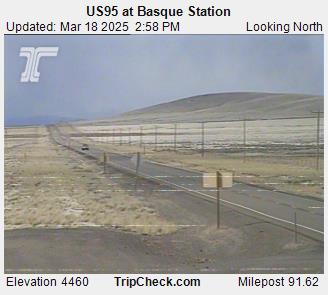 US95 at Basque Station
Updated: Mar 18 2025 2:58 PM Looking North
Elevation 4460 TripCheck.com Milepost 91.62